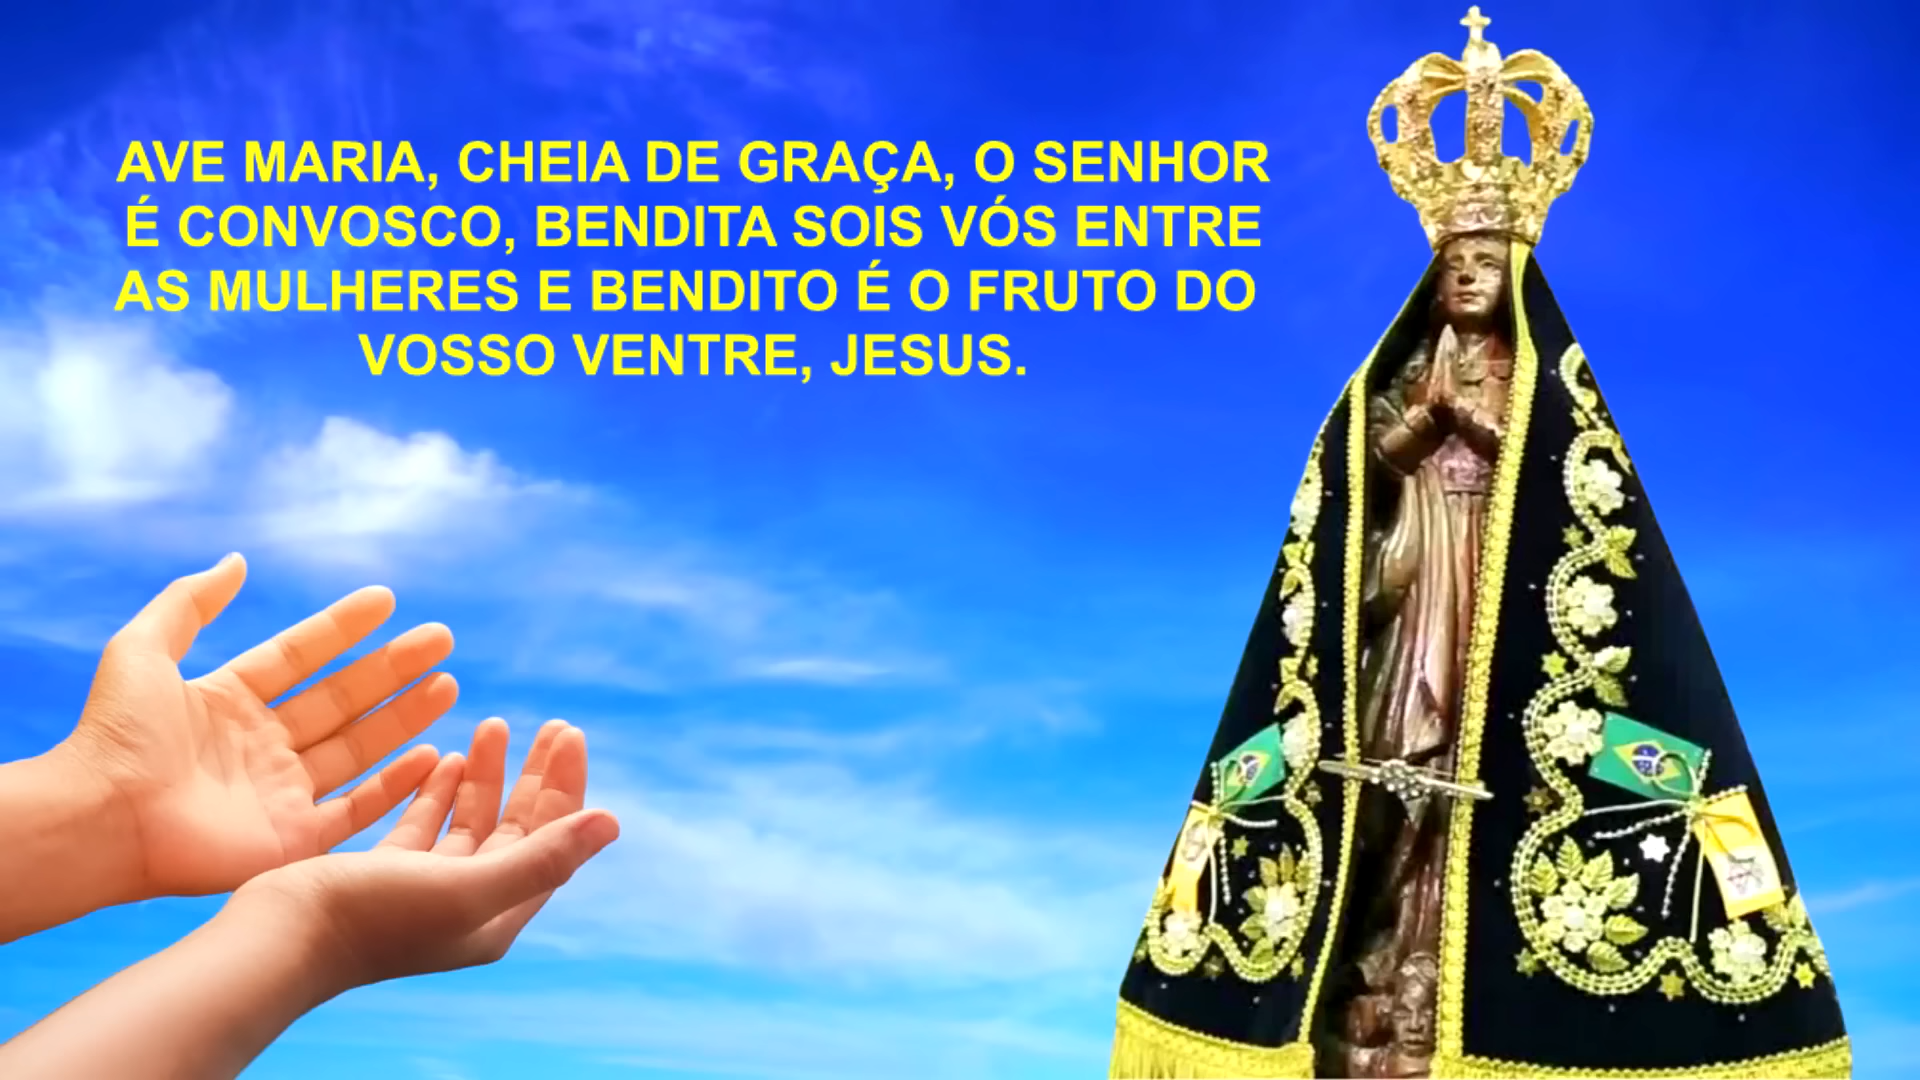 AVE MARIA, CHEIA DE GRAÇA, O SENHOR
É CONVOSCO, BENDITA SOIS VÓS ENTRE
AS MULHERES E BENDITO É O FRUTO DO
VOSSO VENTRE, JESUS.